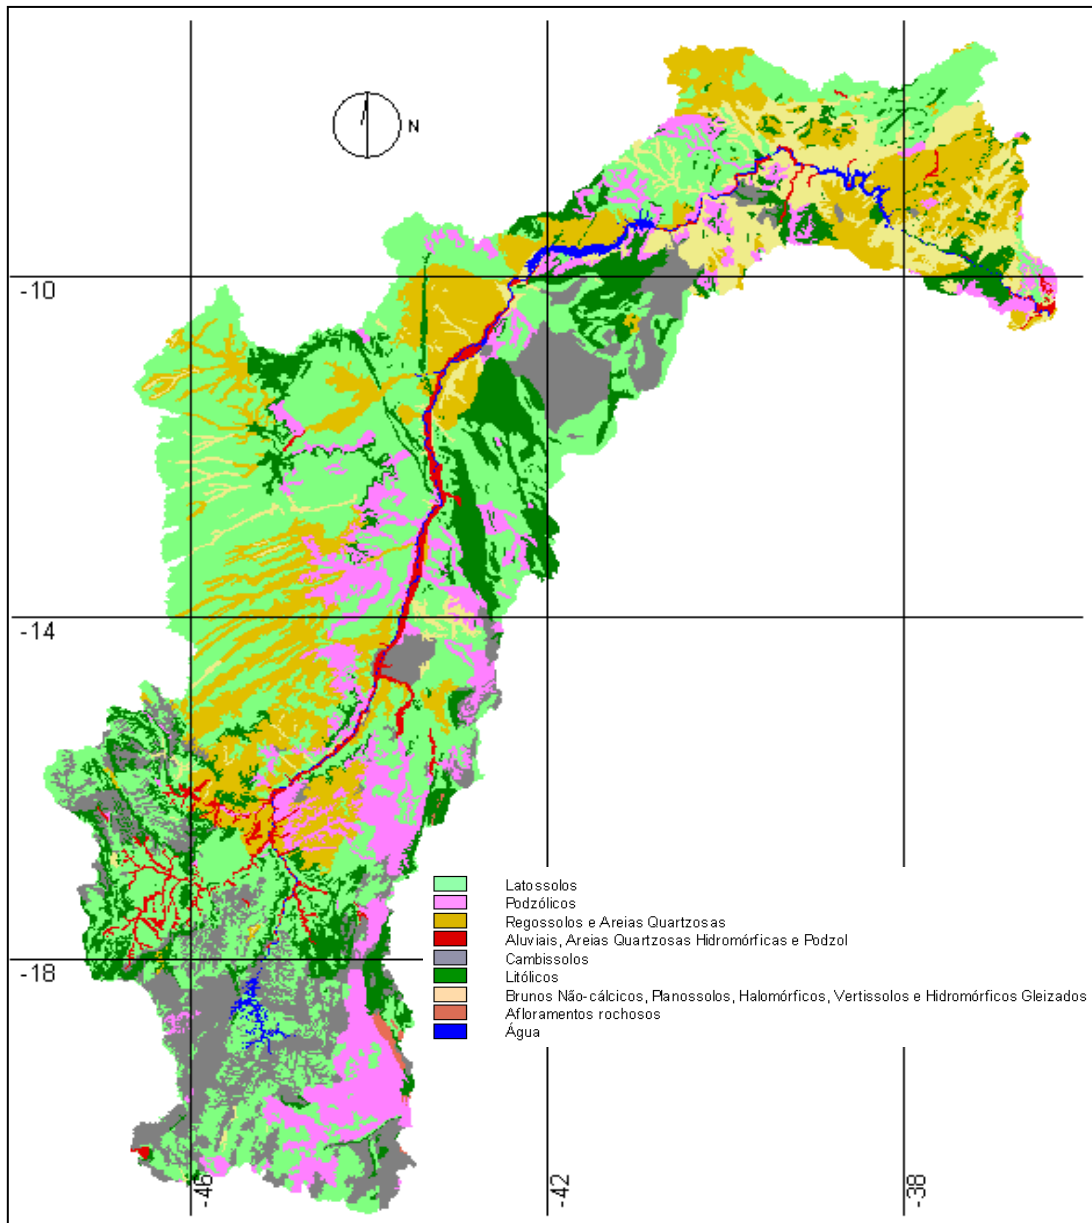 N
-10
-14
Latossolos
Podzólicos
Regossolos e Areias Quartzosas
Aluviais, Areias Quartzosas Hidromórficas e Podzol
-18
Cambissolos
Litólicos
Brunos Não-cálcicos, Planossolos, Halomórficos, Vertissolos e Hidromórficos Gleizados
Afloramentos rochosos
Água
-46
-42
-38